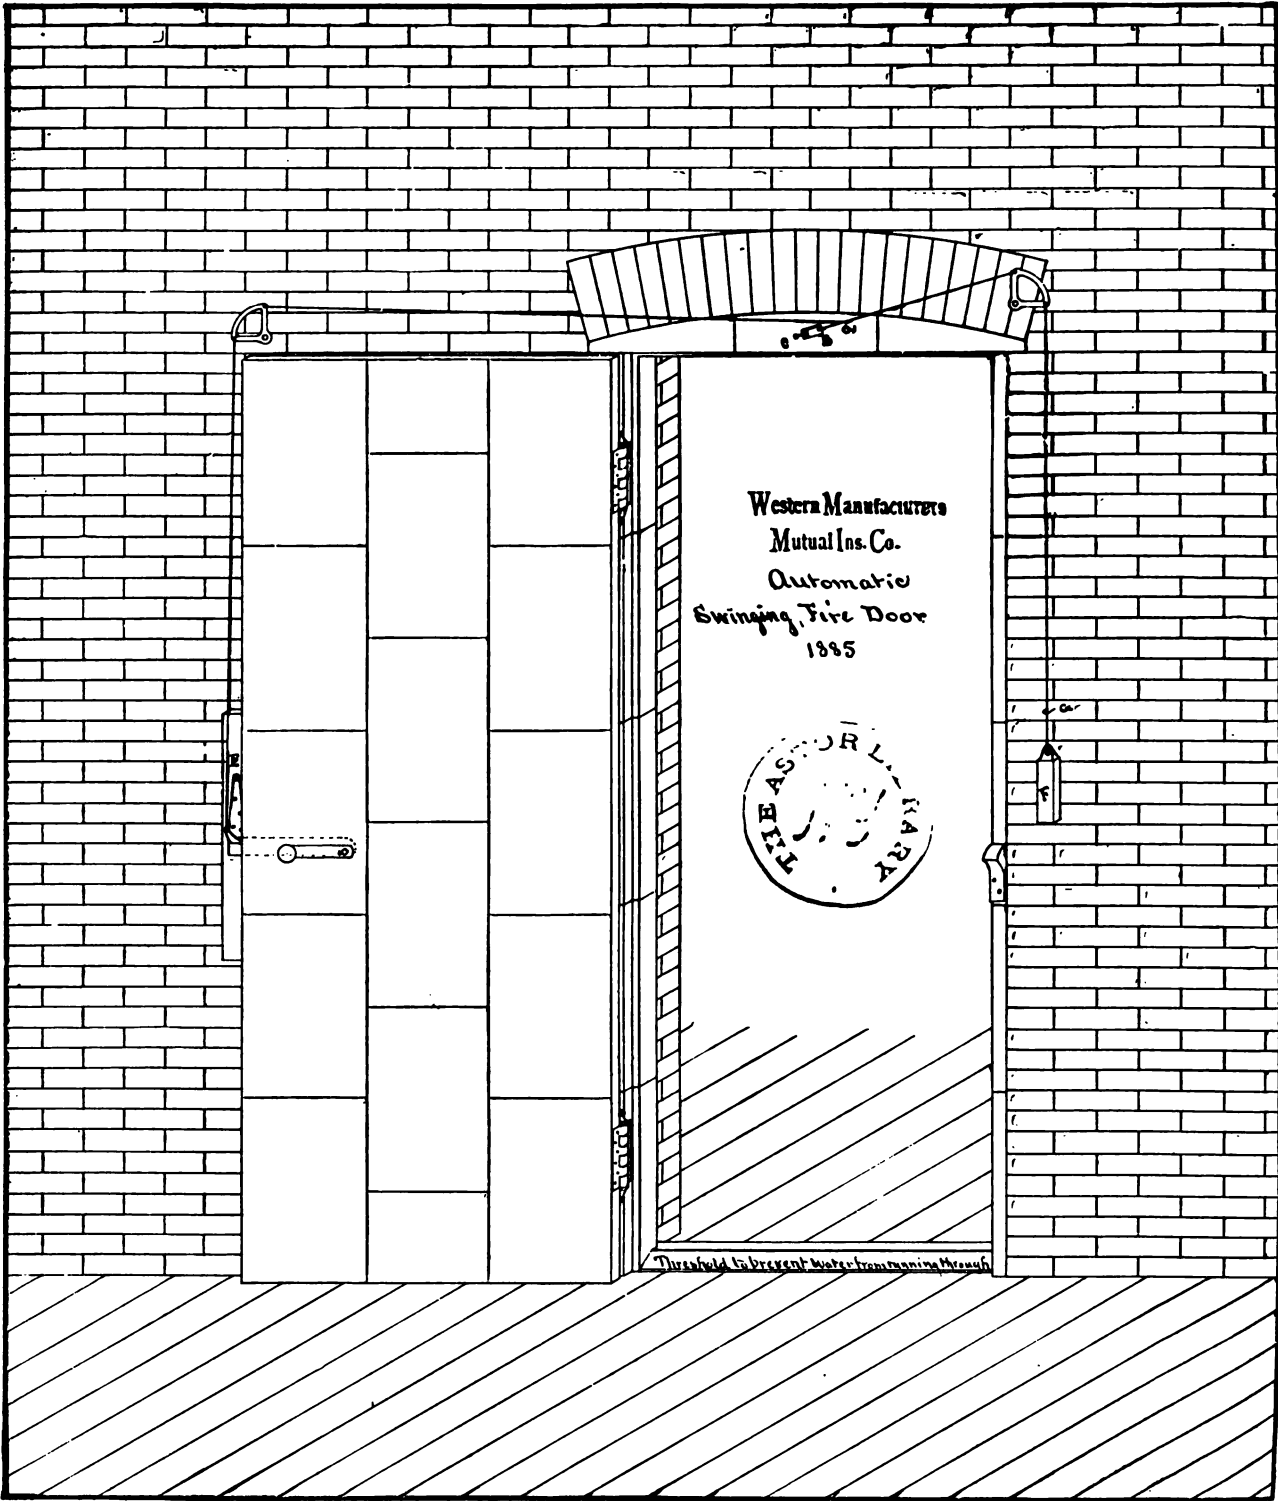 Western Manufacturers
Mutual Ins. Co.
Automatic
Swinging, Fire Door
1885
THE ASTOR LIBRARY
a
F
Threshold to prevent water from running through